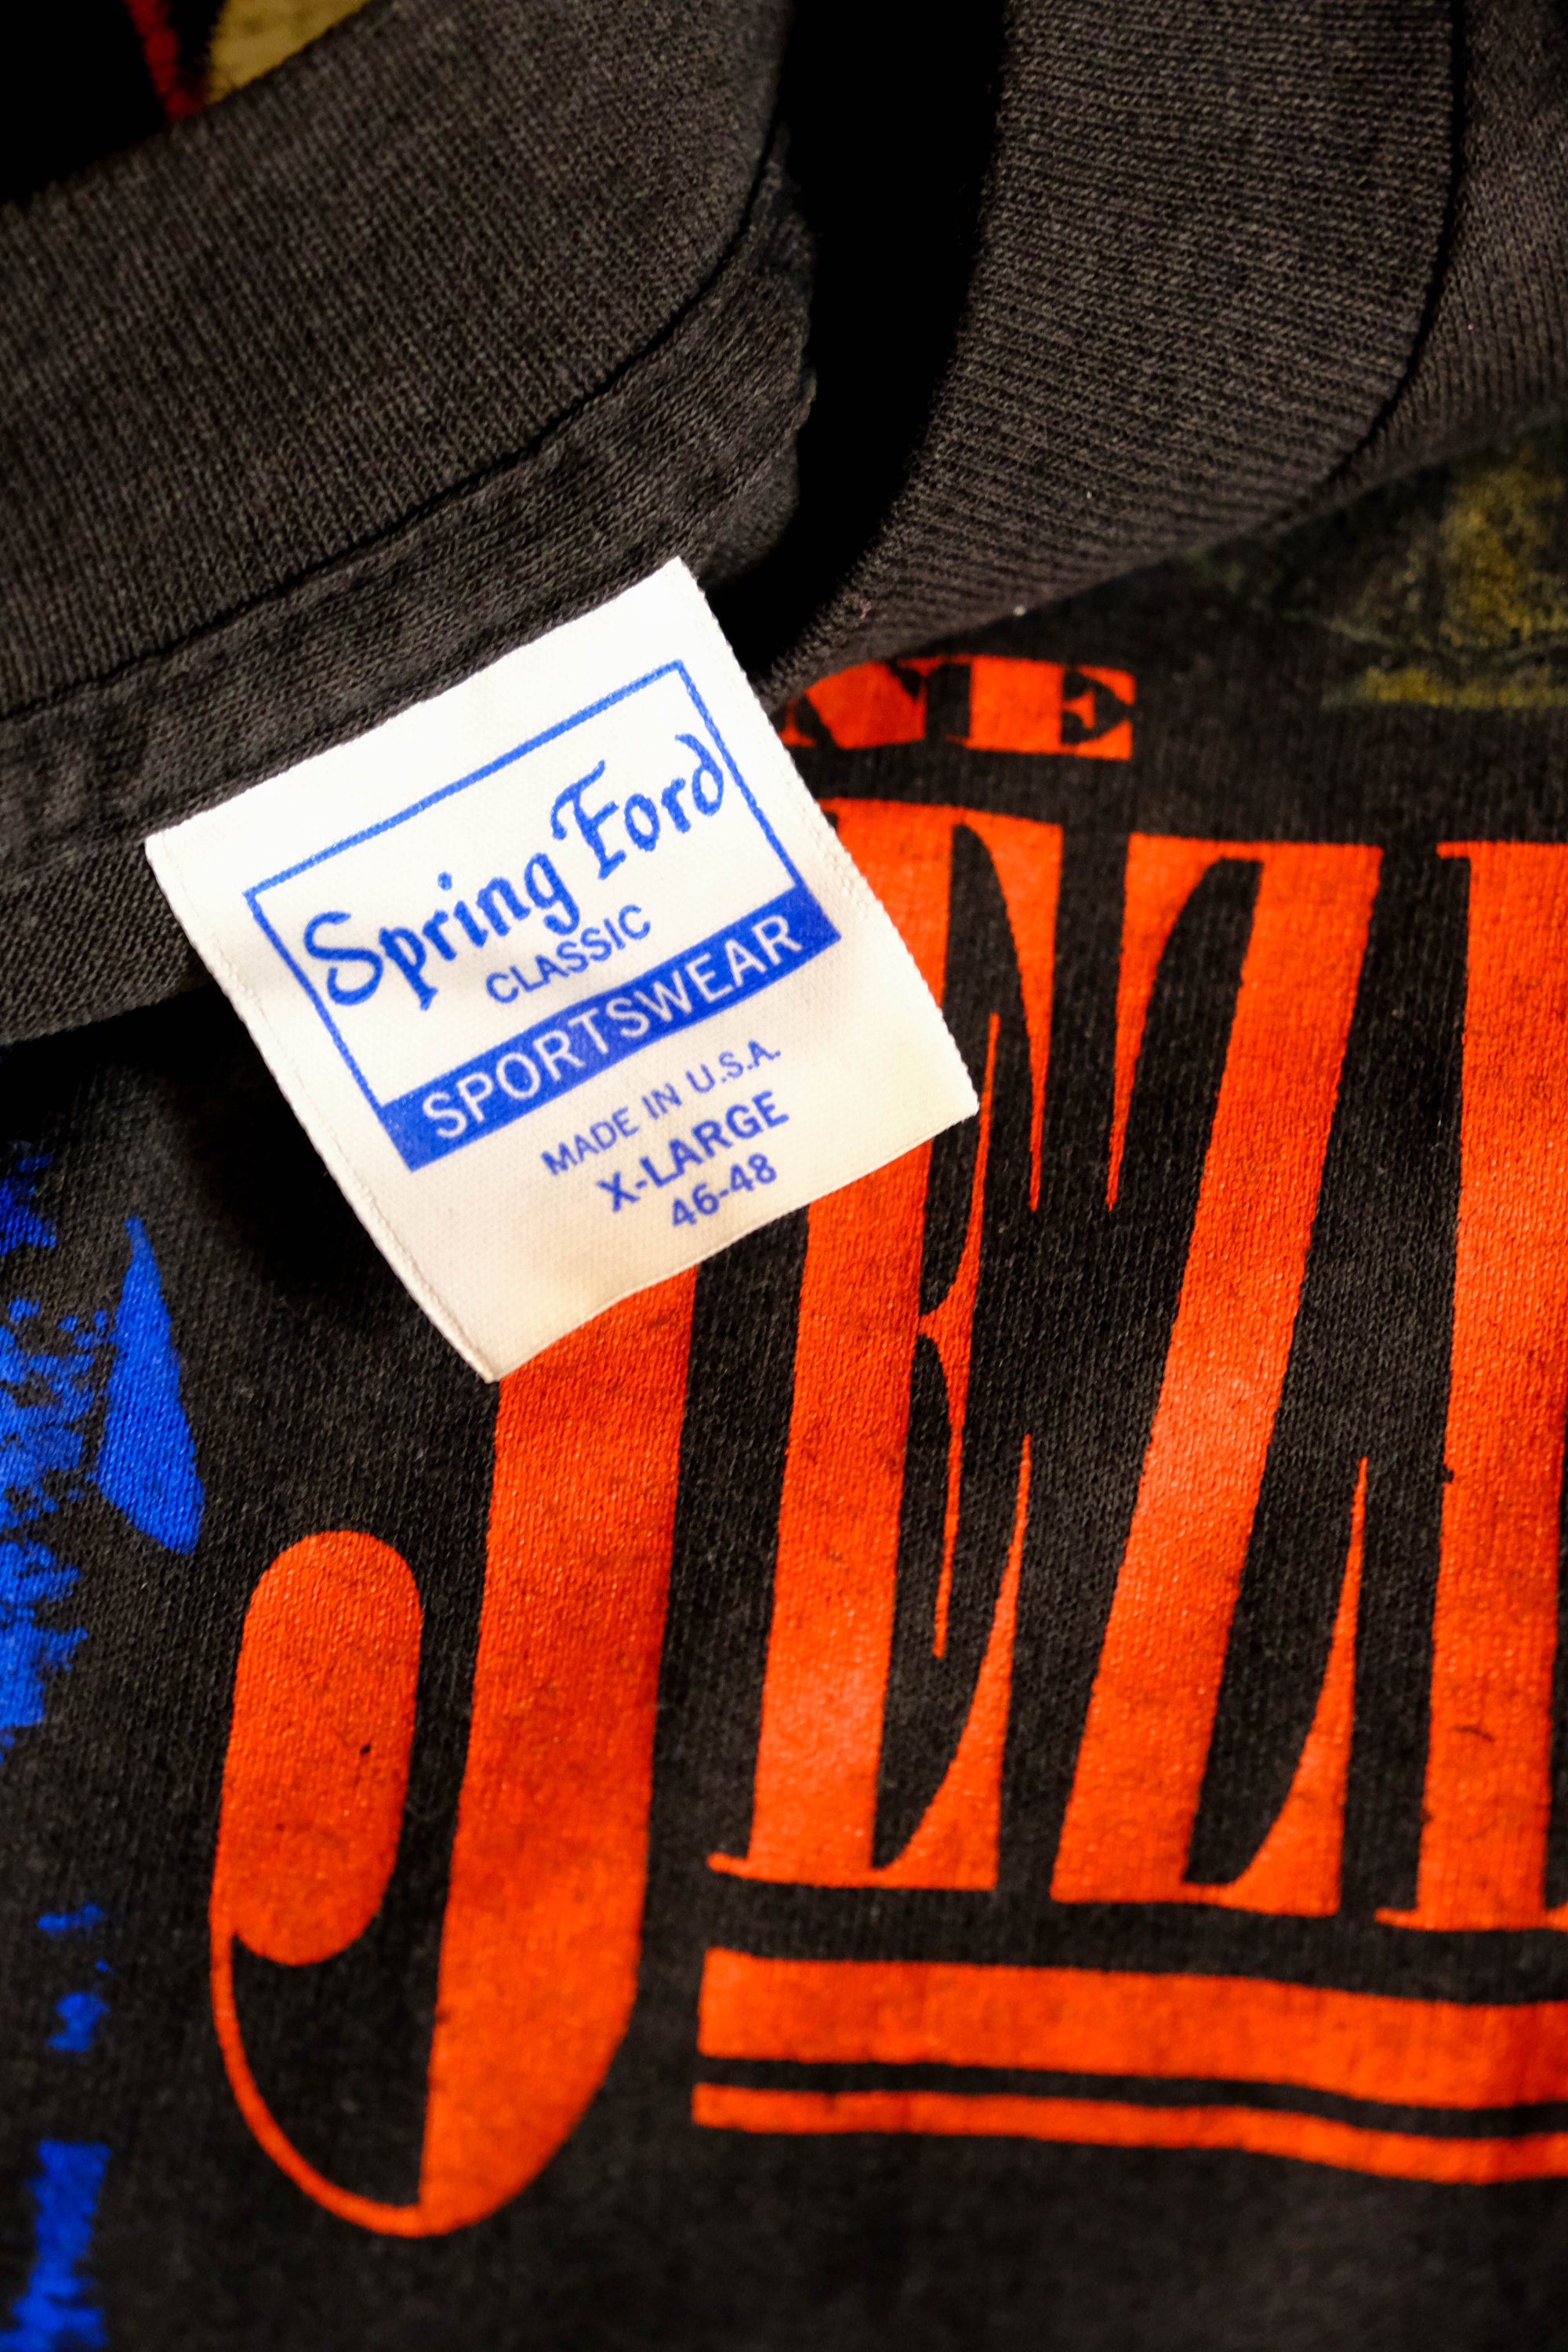 Spring Ford
CLASSIC
SPORTSWEAR
MADE IN U.S.A.
X-LARGE
46-48